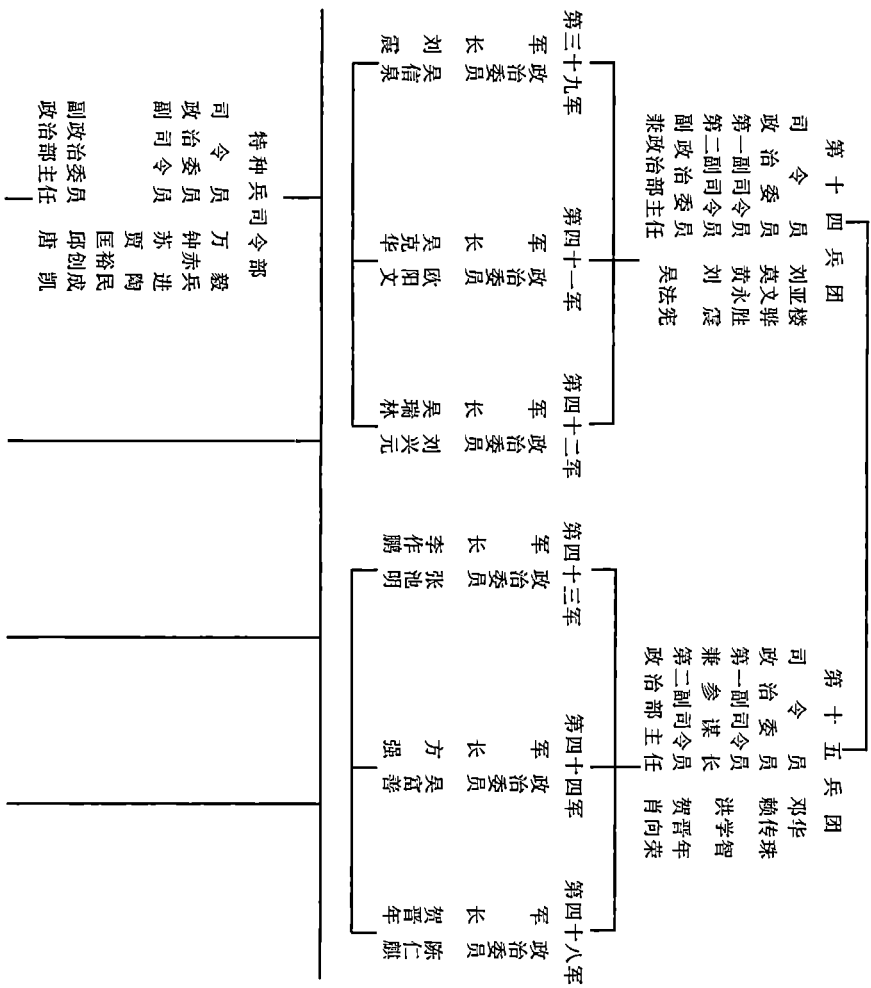 第十四兵团
司令员 刘亚楼
政治委员 莫文骅
第一副司令员 黄永胜
第二副司令员 刘震
副政治委员
兼政治部主任 吴法宪
第十五兵团
司令员 邓华
政治委员 赖传珠
第一副司令员
兼参谋长 洪学智
第二副司令员 贺晋年
政治部主任 肖向荣
第三十九军
军长 刘震
政治委员 吴信泉
第四十一军
军长 吴克华
政治委员 欧阳文
第四十二军
军长 吴瑞林
政治委员 刘兴元
第四十三军
军长 李作鹏
政治委员 张池明
第四十四军
军长 方强
政治委员 吴富善
第四十八军
军长 贺晋年
政治委员 陈仁麒
特种兵司令部
司令员 万毅
政治委员 钟赤兵
副司令员 苏进
贾陶
匡裕民
副政治委员 邱创成
政治部主任 唐凯